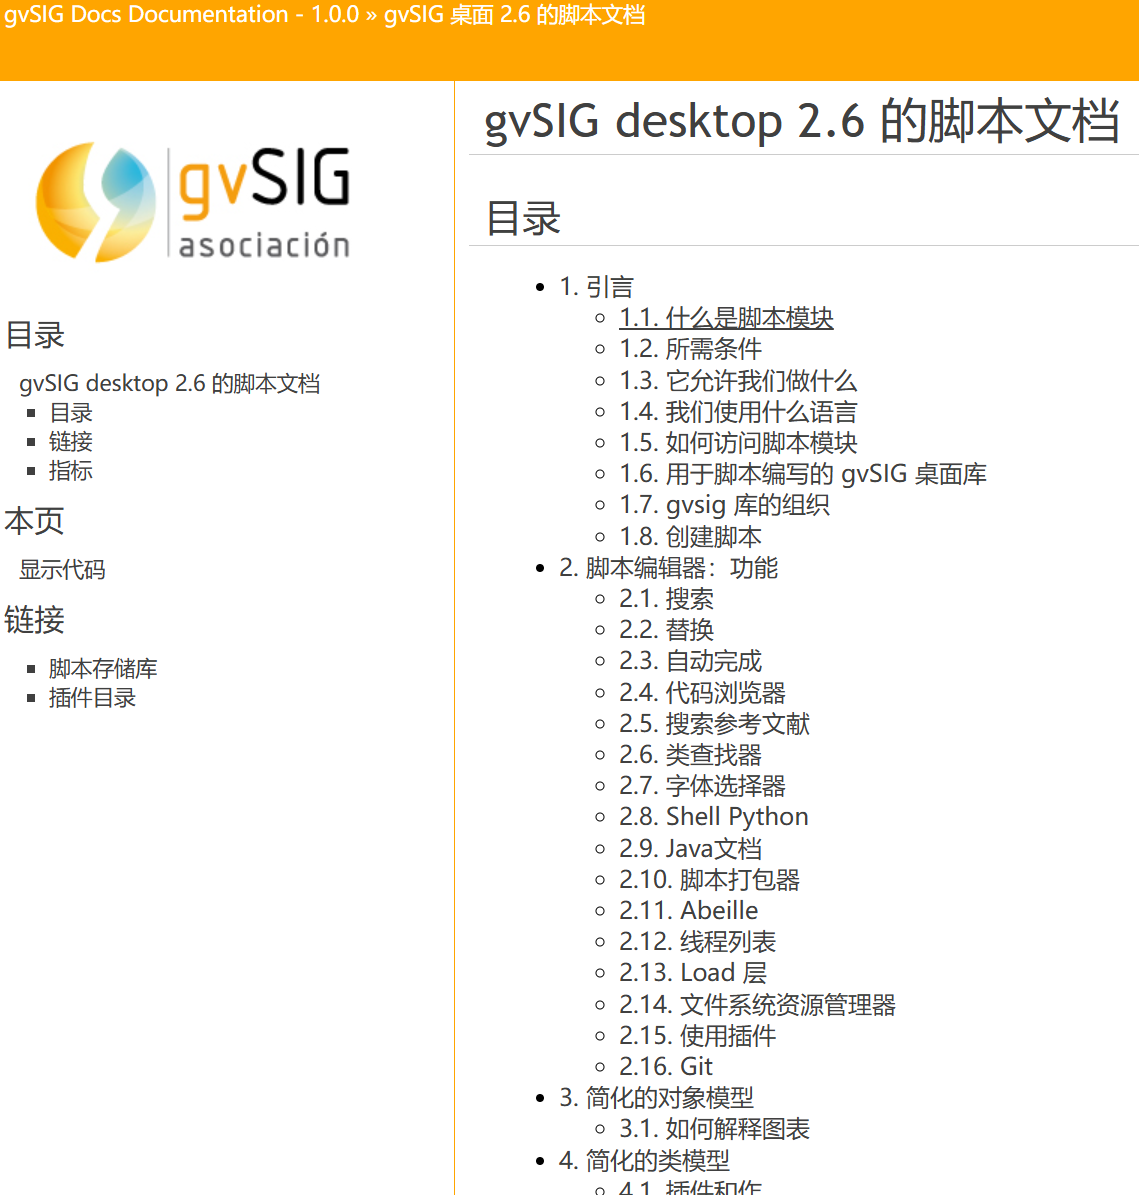 gvSIG Docs Documentation - 1.0.0 » gvSIG 桌面 2.6 的脚本文档
gvSIG
asociación
目录
gvSIG desktop 2.6 的脚本文档
目录
链接
指标
本页
显示代码
链接
脚本存储库
插件目录
gvSIG desktop 2.6 的脚本文档
目录
1. 引言
1.1. 什么是脚本模块
1.2. 所需条件
1.3. 它允许我们做什么
1.4. 我们使用什么语言
1.5. 如何访问脚本模块
1.6. 用于脚本编写的 gvSIG 桌面库
1.7. gvsig 库的组织
1.8. 创建脚本
2. 脚本编辑器：功能
2.1. 搜索
2.2. 替换
2.3. 自动完成
2.4. 代码浏览器
2.5. 搜索参考文献
2.6. 类查找器
2.7. 字体选择器
2.8. Shell Python
2.9. Java文档
2.10. 脚本打包器
2.11. Abeille
2.12. 线程列表
2.13. Load 层
2.14. 文件系统资源管理器
2.15. 使用插件
2.16. Git
3. 简化的对象模型
3.1. 如何解释图表
4. 简化的类模型
4.1. 插件和作